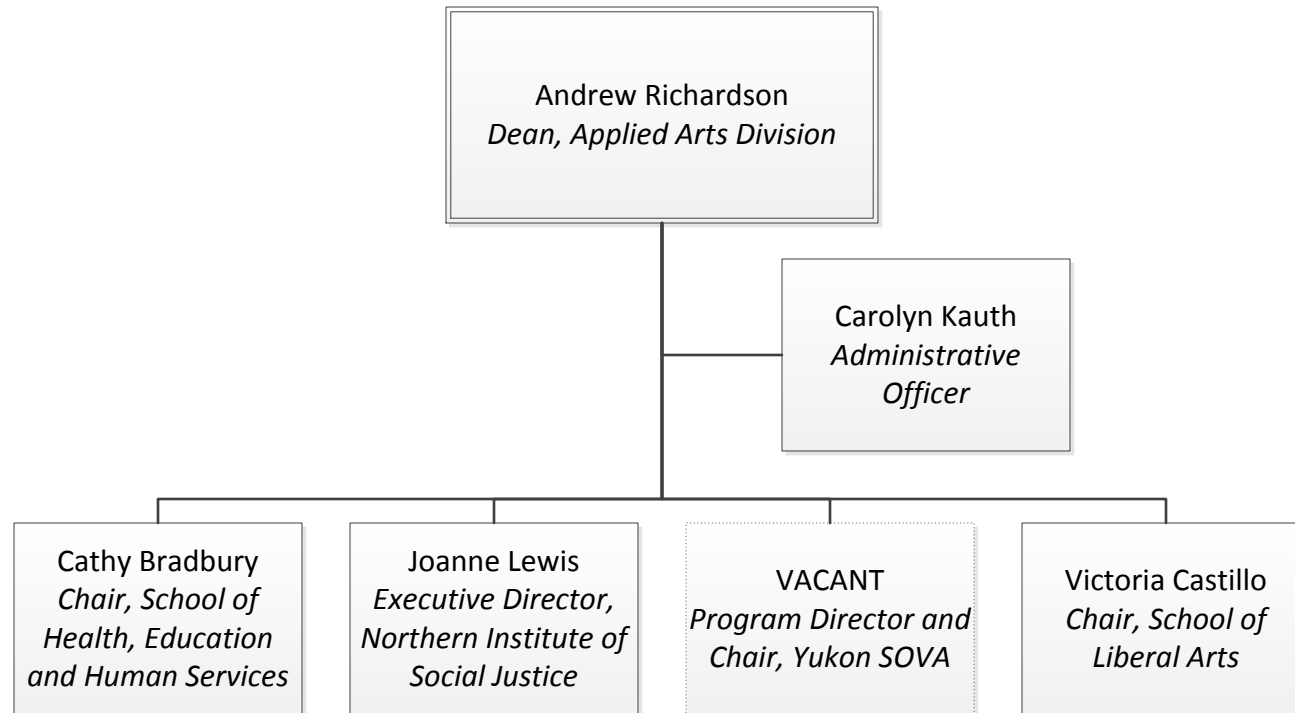 Andrew Richardson
Dean, Applied Arts Division
Carolyn Kauth
Administrative
Officer
Cathy Bradbury
Chair, School of
Health, Education
and Human Services
Joanne Lewis
Executive Director,
Northern Institute of
Social Justice
VACANT
Program Director and
Chair, Yukon SOVA
Victoria Castillo
Chair, School of
Liberal Arts